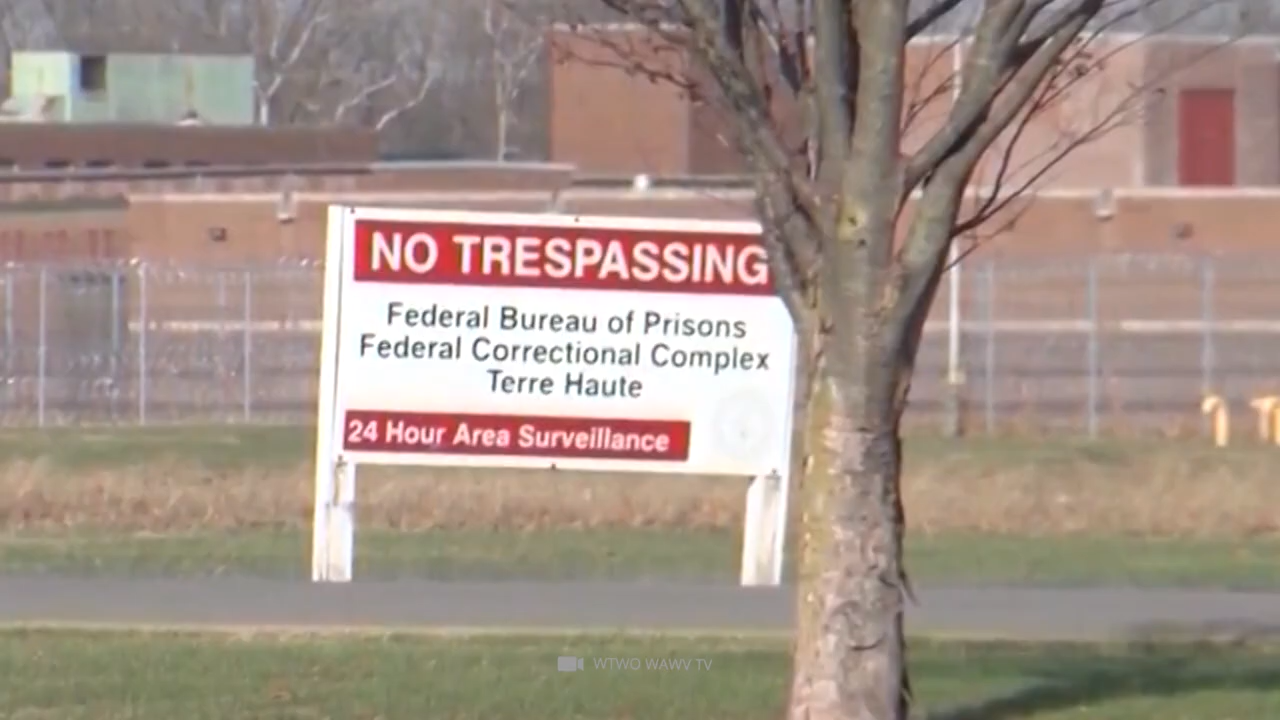 NO TRESPASSING
Federal Bureau of Prisons
Federal Correctional Complex
Terre Haute
24 Hour Area Surveillance
WTWO WAWV TV